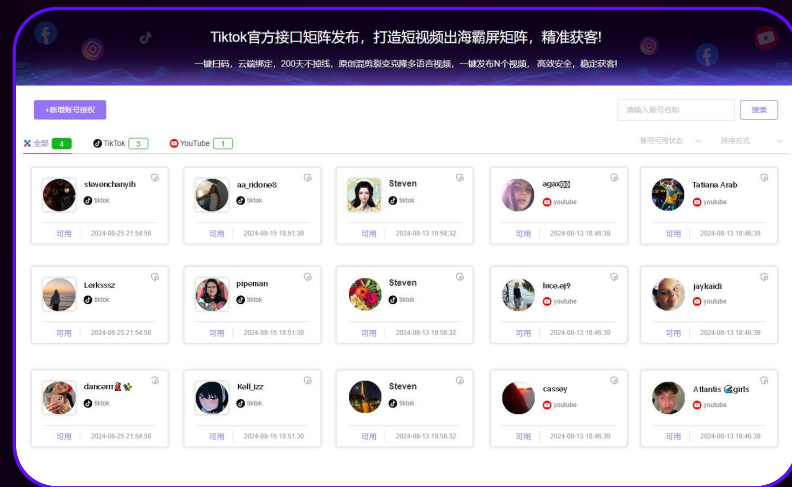 Tiktok官方接口矩阵发布，打造短视频出海霸屏矩阵，精准获客!
一键扫码，云端绑定，200天不掉线，原创混剪裂变克隆多语言视频，一键发布N个视频， 高效安全，稳定获客!
+新增账号授权
请输入账号名称 搜索
全部 4 TikTok 3 YouTube 1
账号可用状态 排序方式
stevenchanyih aa_ridone8 Steven agax Tatiana Arab
tiktok tiktok tiktok youtube youtube
可用 2024-08-25 21:54:56 可用 2024-08-15 18:51:30 可用 2024-08-13 19:58:32 可用 2024-08-13 18:46:39 可用 2024-08-13 18:46:39
Lerksssz pipeman Steven luce.ej9 jaykaidi
tiktok tiktok tiktok youtube youtube
可用 2024-08-25 21:54:56 可用 2024-08-15 18:51:30 可用 2024-08-13 19:58:32 可用 2024-08-13 18:46:39 可用 2024-08-13 18:46:39
dancerrr Kell_izz Steven cassey Atlantis girls
tiktok tiktok tiktok youtube youtube
可用 2024-08-25 21:54:56 可用 2024-08-15 18:51:30 可用 2024-08-13 19:58:32 可用 2024-08-13 18:46:39 可用 2024-08-13 18:46:39